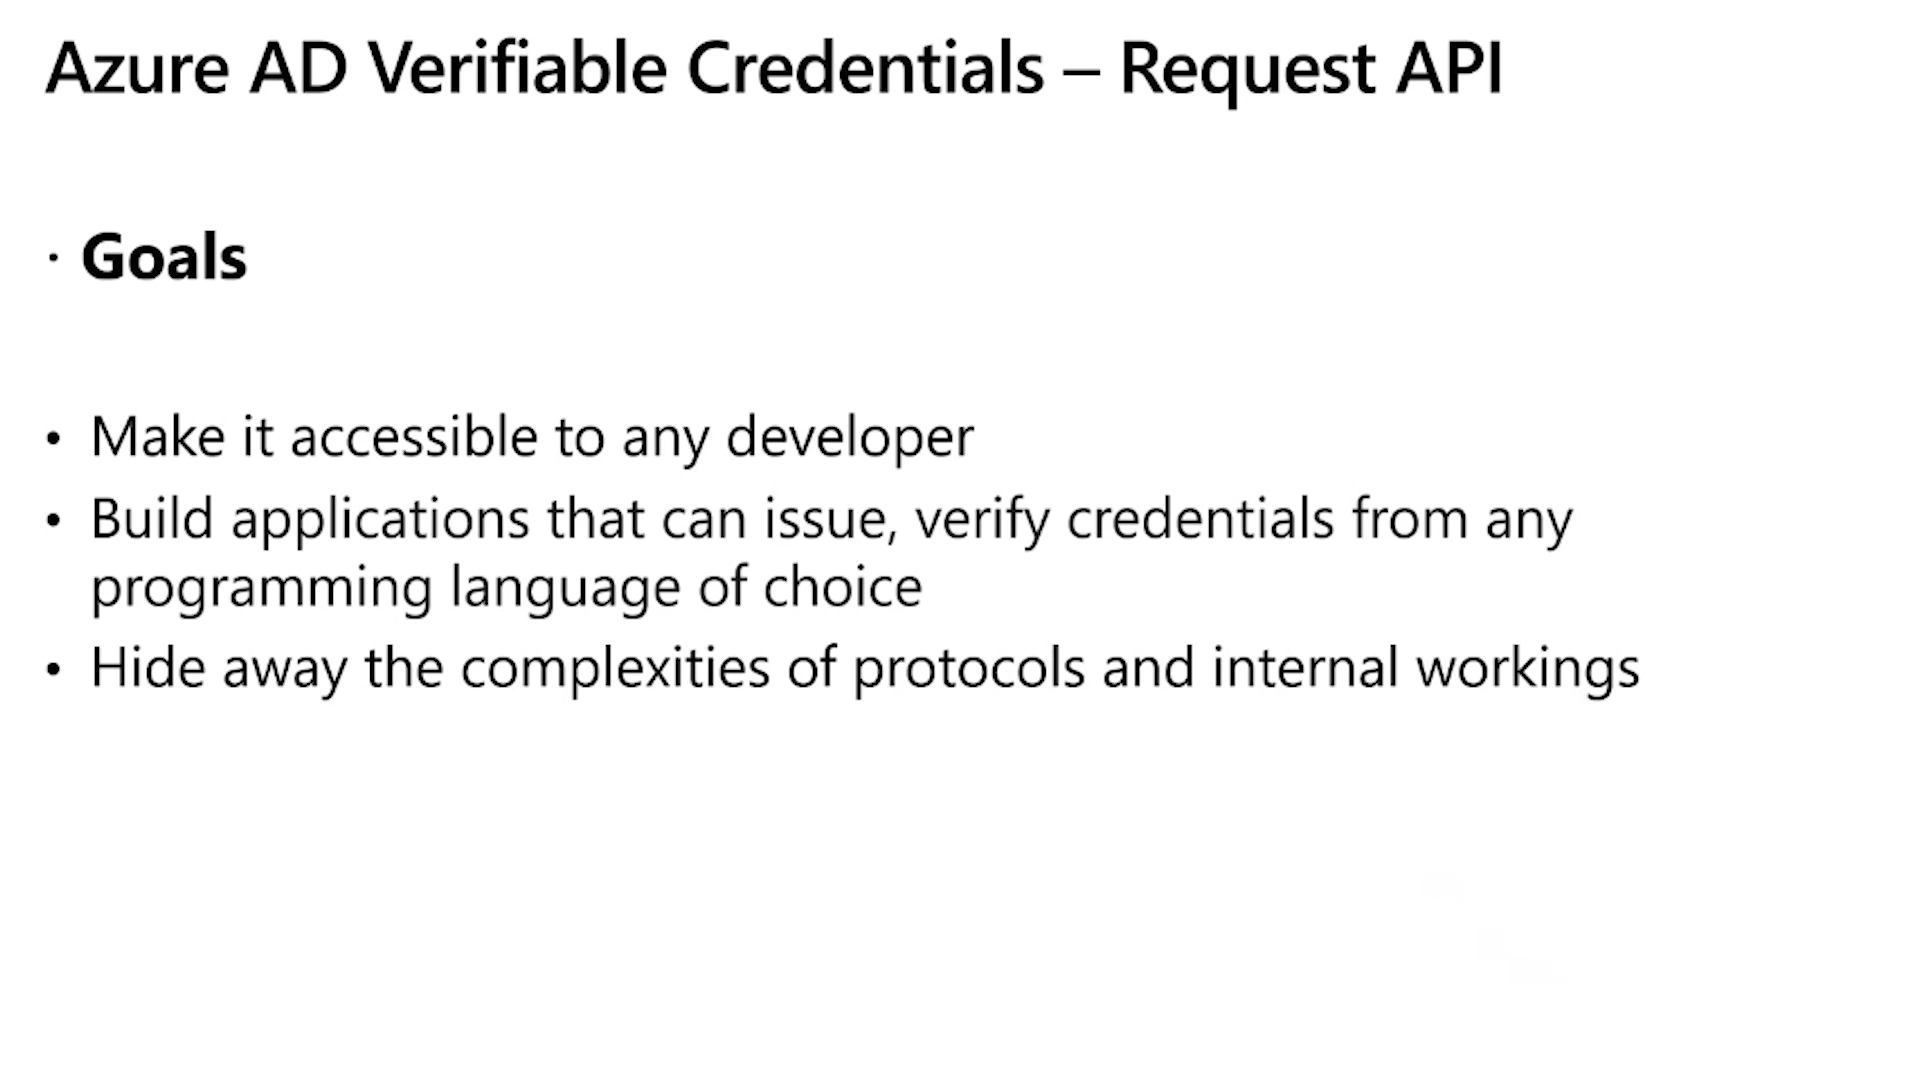 Azure AD Verifiable Credentials – Request API
· Goals
• Make it accessible to any developer
• Build applications that can issue, verify credentials from any
programming language of choice
• Hide away the complexities of protocols and internal workings